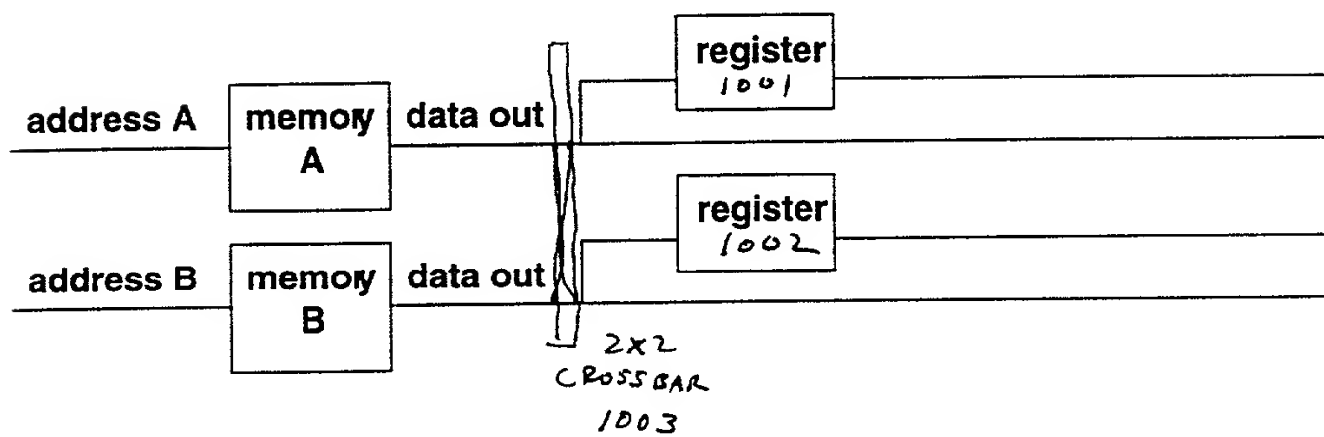 register
1001
address A
memory
A
data out
register
1002
address B
memory
B
data out
2x2
CROSSBAR
1003